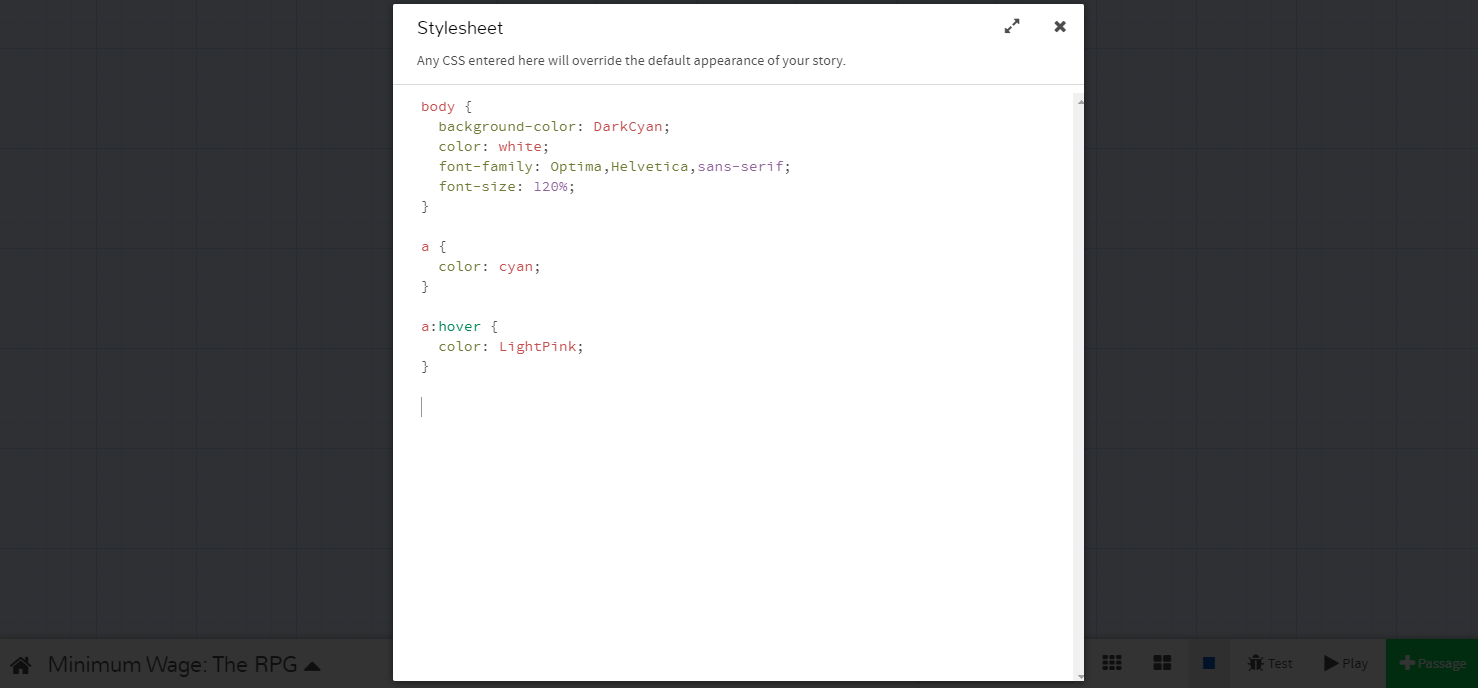 Stylesheet
Any CSS entered here will override the default appearance of your story.
body {
  background-color: DarkCyan;
  color: white;
  font-family: Optima,Helvetica,sans-serif;
  font-size: 120%;
}

a {
  color: cyan;
}

a:hover {
  color: LightPink;
}
Minimum Wage: The RPG
Test
Play
Passage